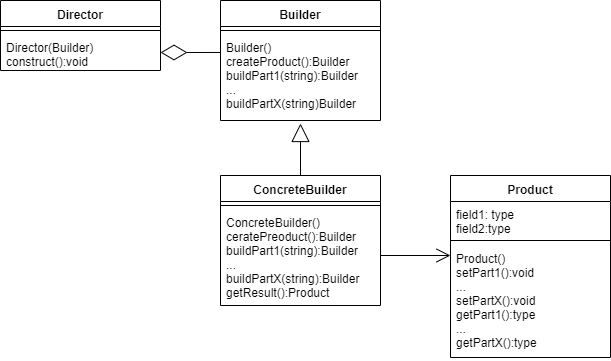 Director
Director(Builder)
construct():void
Builder
Builder()
createProduct():Builder
buildPart1(string):Builder
...
buildPartX(string)Builder
ConcreteBuilder
ConcreteBuilder()
ceratePreoduct():Builder
buildPart1(string):Builder
...
buildPartX(string):Builder
getResult():Product
Product
field1: type
field2:type
Product()
setPart1():void
...
setPartX():void
getPart1():type
...
getPartX():type